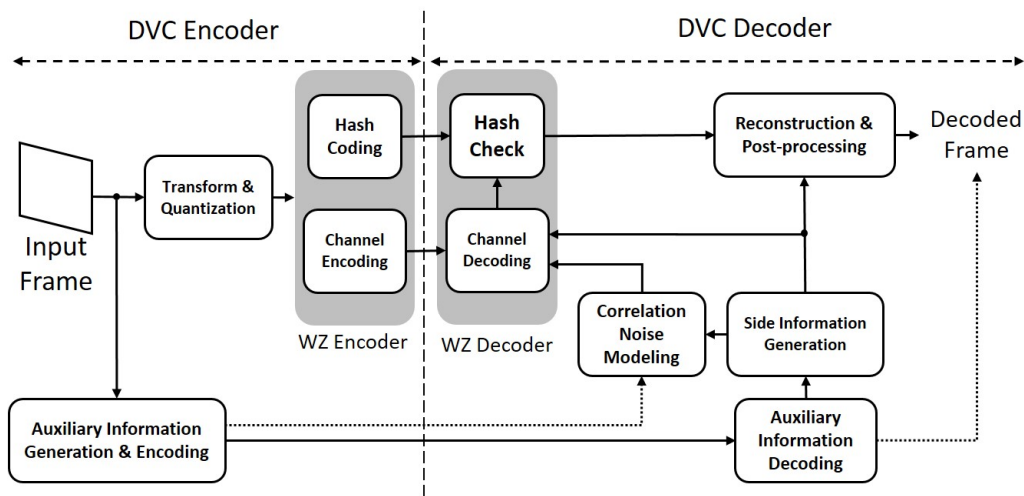 DVC Encoder
DVC Decoder
Hash
Coding
Hash
Check
Reconstruction &
Post-processing
Decoded
Frame
Transform &
Quantization
Input
Frame
Channel
Encoding
Channel
Decoding
WZ Encoder
WZ Decoder
Correlation
Noise
Modeling
Side Information
Generation
Auxiliary Information
Generation & Encoding
Auxiliary
Information
Decoding